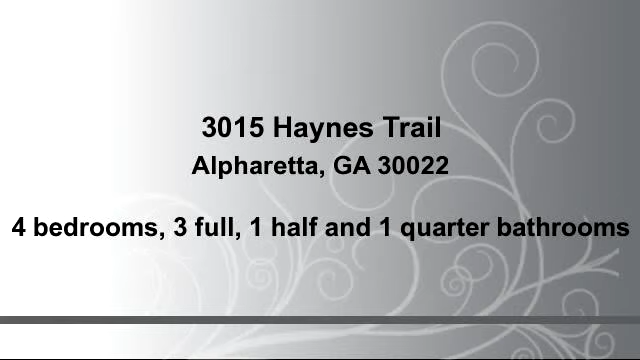 3015 Haynes Trail
Alpharetta, GA 30022
4 bedrooms, 3 full, 1 half and 1 quarter bathrooms